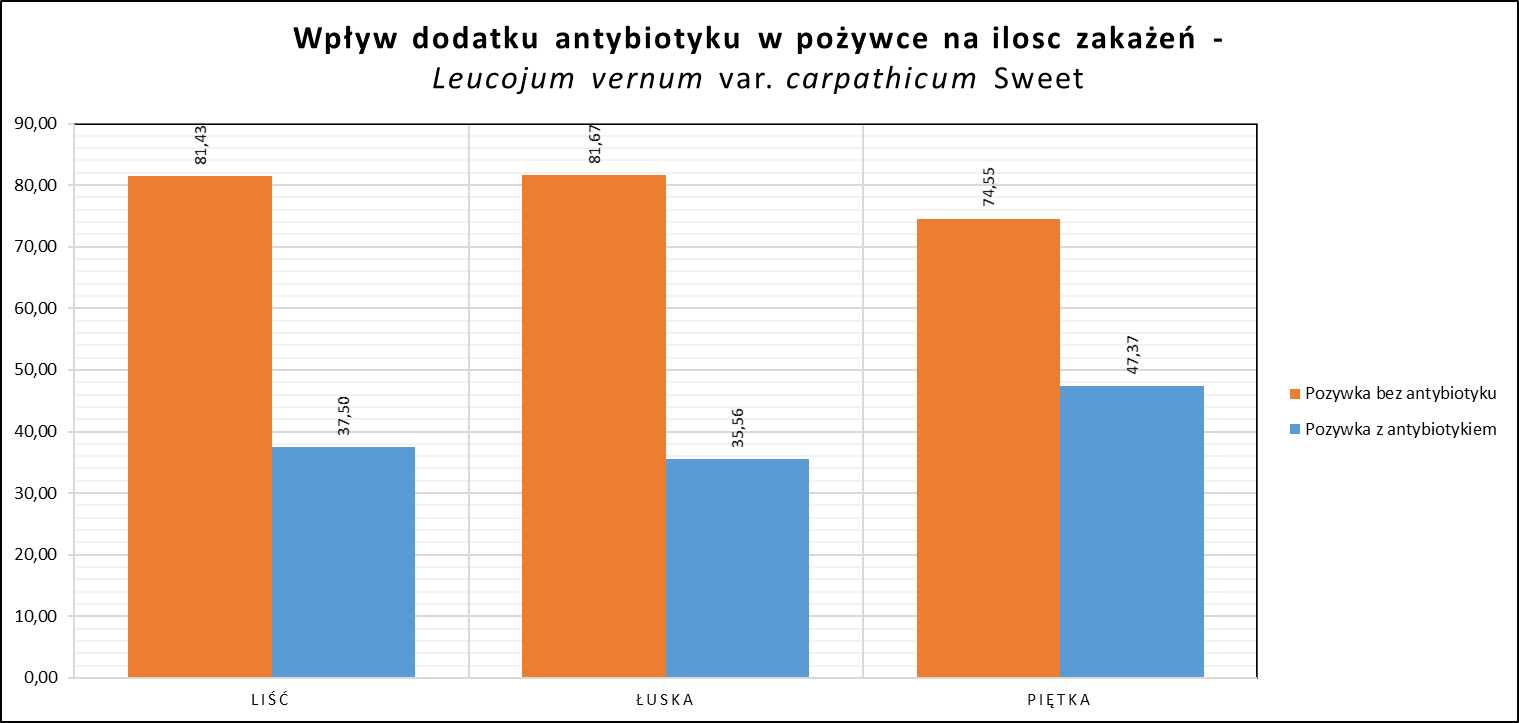 Wpływ dodatku antybiotyku w pożywce na ilosc zakażeń -
Leucojum vernum var. carpathicum Sweet
90,00
80,00
70,00
60,00
50,00
40,00
30,00
20,00
10,00
0,00
81,43
37,50
81,67
35,56
74,55
47,37
LIŚĆ
ŁUSKA
PIĘTKA
Pozywka bez antybiotyku
Pozywka z antybiotykiem